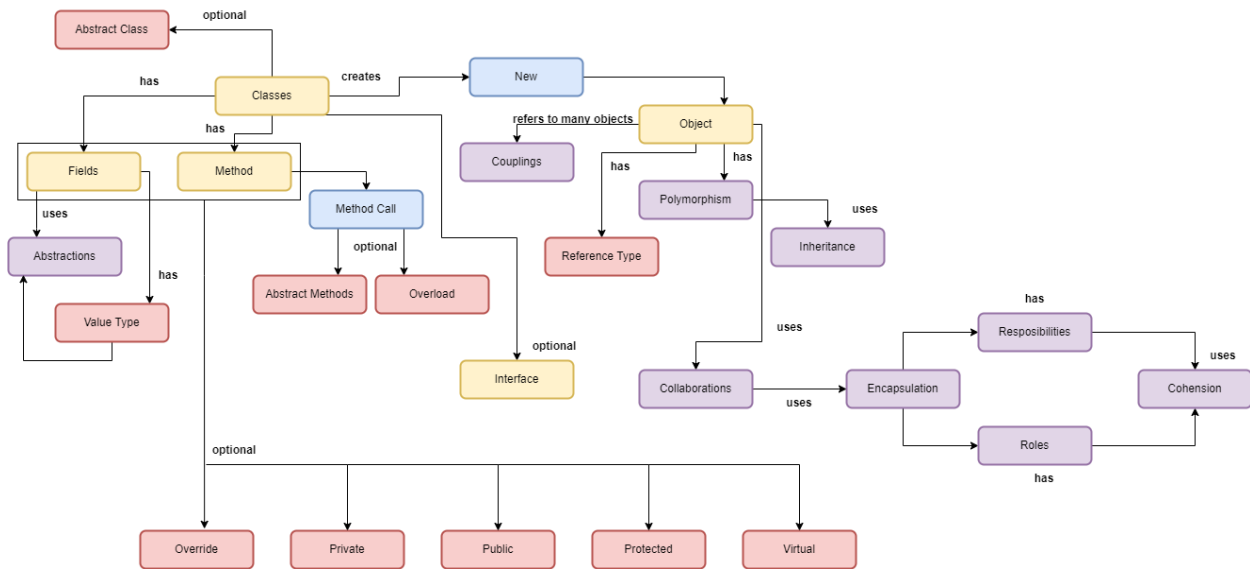 optional
Abstract Class
has
creates
New
Classes
has
refers to many objects
Object
Couplings
has
has
Fields
Method
Polymorphism
uses
Method Call
uses
Inheritance
Abstractions
optional
Reference Type
has
Abstract Methods
Overload
has
Value Type
Resposibilities
uses
optional
uses
Interface
Collaborations
uses
Encapsulation
Cohension
Roles
has
optional
Override
Private
Public
Protected
Virtual